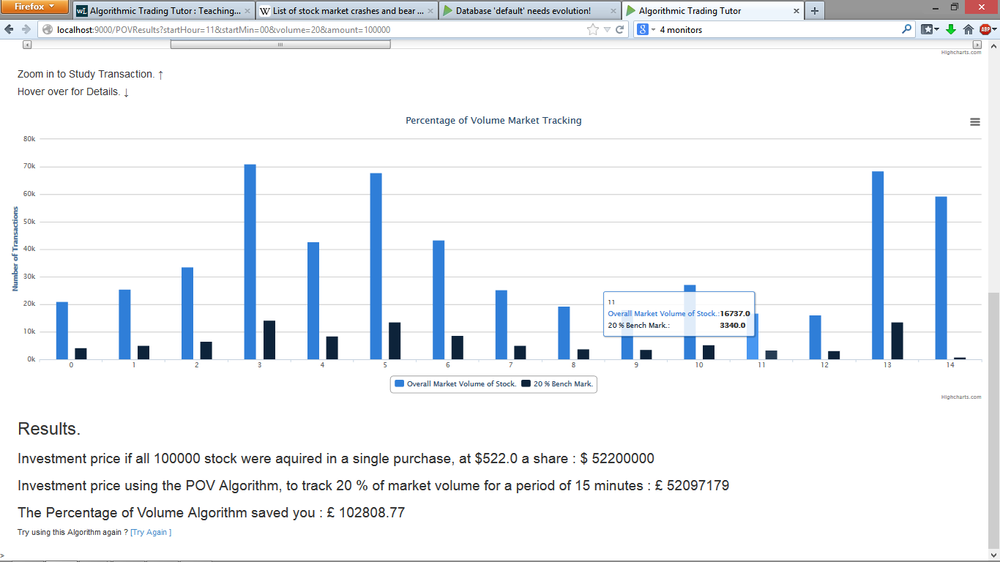 Firefox
wL Algorithmic Trading Tutor : Teaching... ×
W List of stock market crashes and bear ... ×
Database 'default' needs evolution! ×
Algorithmic Trading Tutor ×
localhost:9000/POVResults?startHour=11&startMin=00&volume=20&amount=100000
8 4 monitors
ABP
Highcharts.com
Zoom in to Study Transaction. ↑
Hover over for Details. ↓
Percentage of Volume Market Tracking
Number of Transactions
80k
70k
60k
50k
40k
30k
20k
10k
0k
11
Overall Market Volume of Stock.: 16737.0
20 % Bench Mark.: 3340.0
0 1 2 3 4 5 6 7 8 9 10 11 12 13 14
Overall Market Volume of Stock. 20 % Bench Mark.
Highcharts.com
Results.
Investment price if all 100000 stock were aquired in a single purchase, at $522.0 a share : $ 52200000
Investment price using the POV Algorithm, to track 20 % of market volume for a period of 15 minutes : £ 52097179
The Percentage of Volume Algorithm saved you : £ 102808.77
Try using this Algorithm again ? [Try Again ]
>